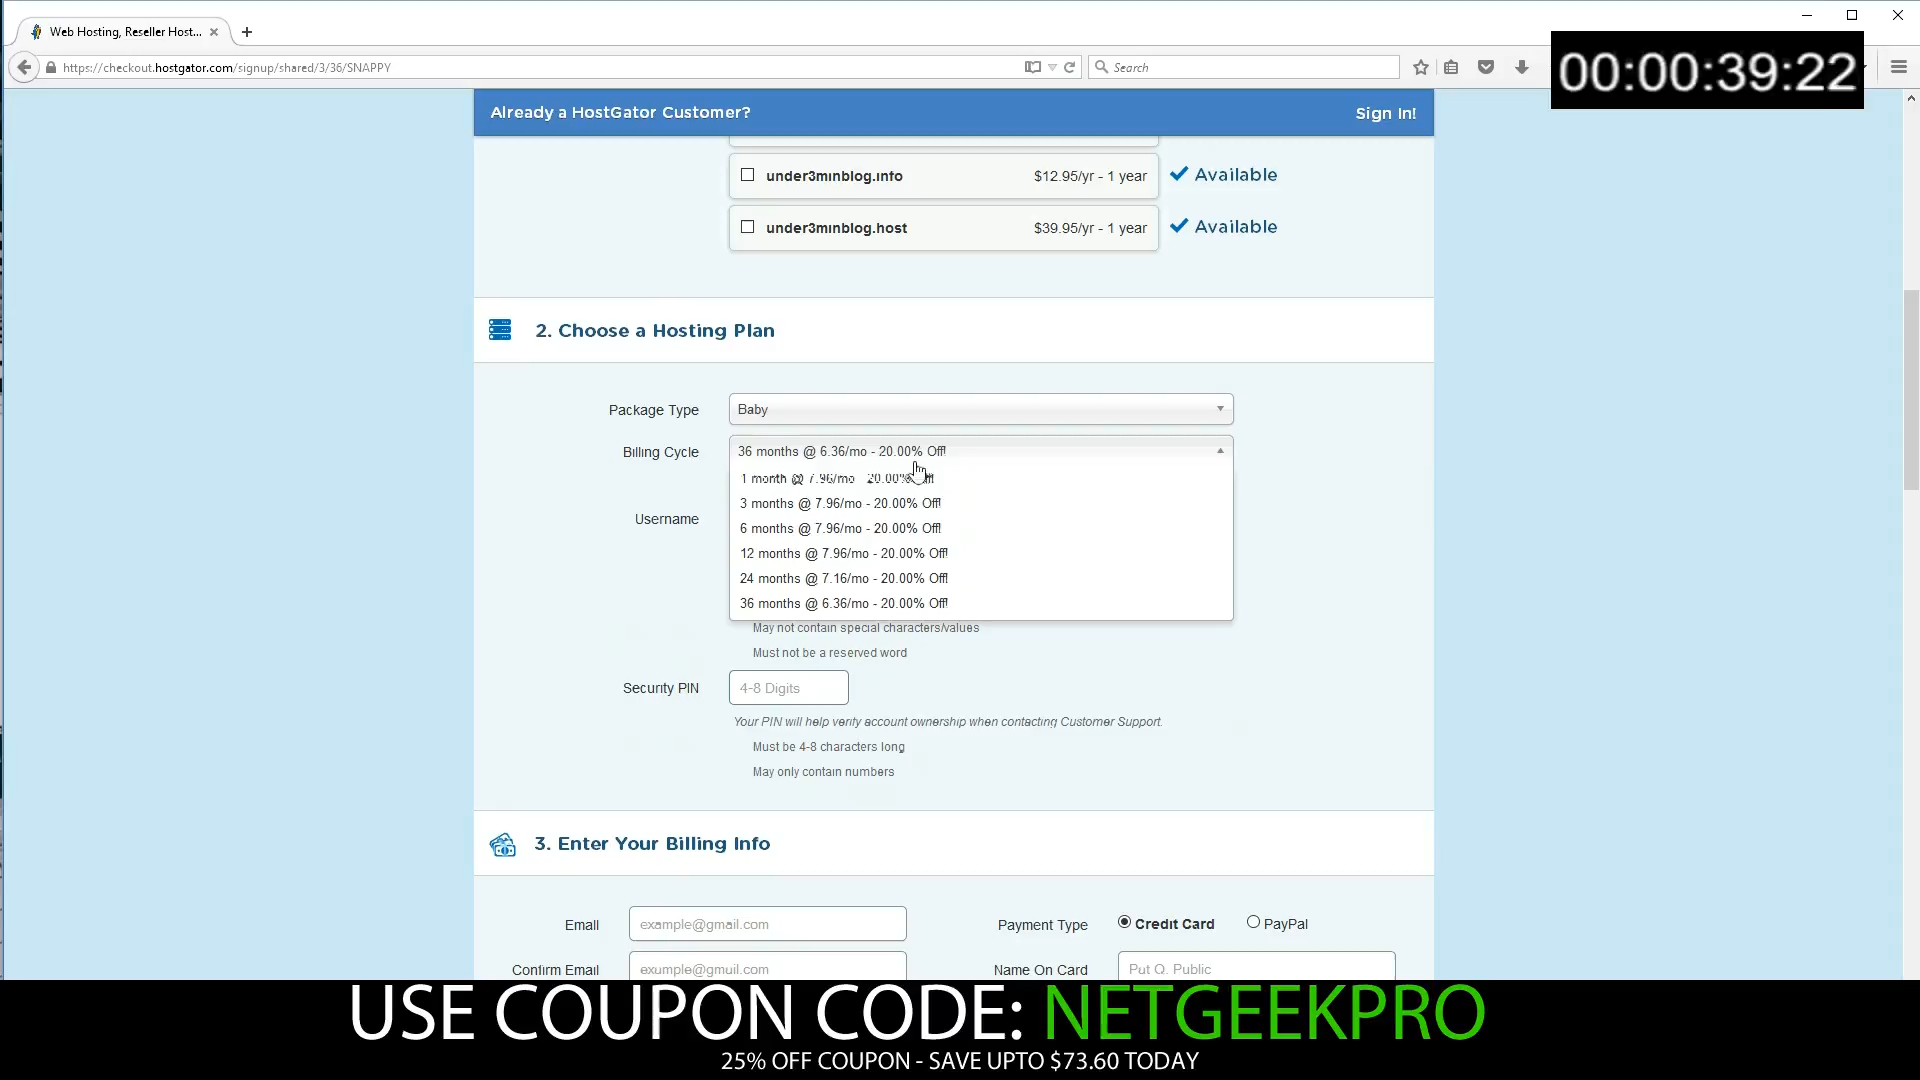 Web Hosting, Reseller Host...
https://checkout.hostgator.com/signup/shared/3/36/SNAPPY
Search
00:00:39:22
Already a HostGator Customer?
Sign In!
under3minblog.info
$12.95/yr - 1 year
Available
under3minblog.host
$39.95/yr - 1 year
Available
2. Choose a Hosting Plan
Package Type
Baby
Billing Cycle
36 months @ 6.36/mo - 20.00% Off!
1 month @ 7.96/mo - 20.00% Off!
3 months @ 7.96/mo - 20.00% Off!
Username
6 months @ 7.96/mo - 20.00% Off!
12 months @ 7.96/mo - 20.00% Off!
24 months @ 7.16/mo - 20.00% Off!
36 months @ 6.36/mo - 20.00% Off!
May not contain special characters/values
Must not be a reserved word
Security PIN
4-8 Digits
Your PIN will help verify account ownership when contacting Customer Support.
Must be 4-8 characters long
May only contain numbers
3. Enter Your Billing Info
Email
example@gmail.com
Payment Type
Credit Card
PayPal
Confirm Email
example@gmail.com
Name On Card
Put Q. Public
USE COUPON CODE: NETGEEKPRO
25% OFF COUPON - SAVE UPTO $73.60 TODAY